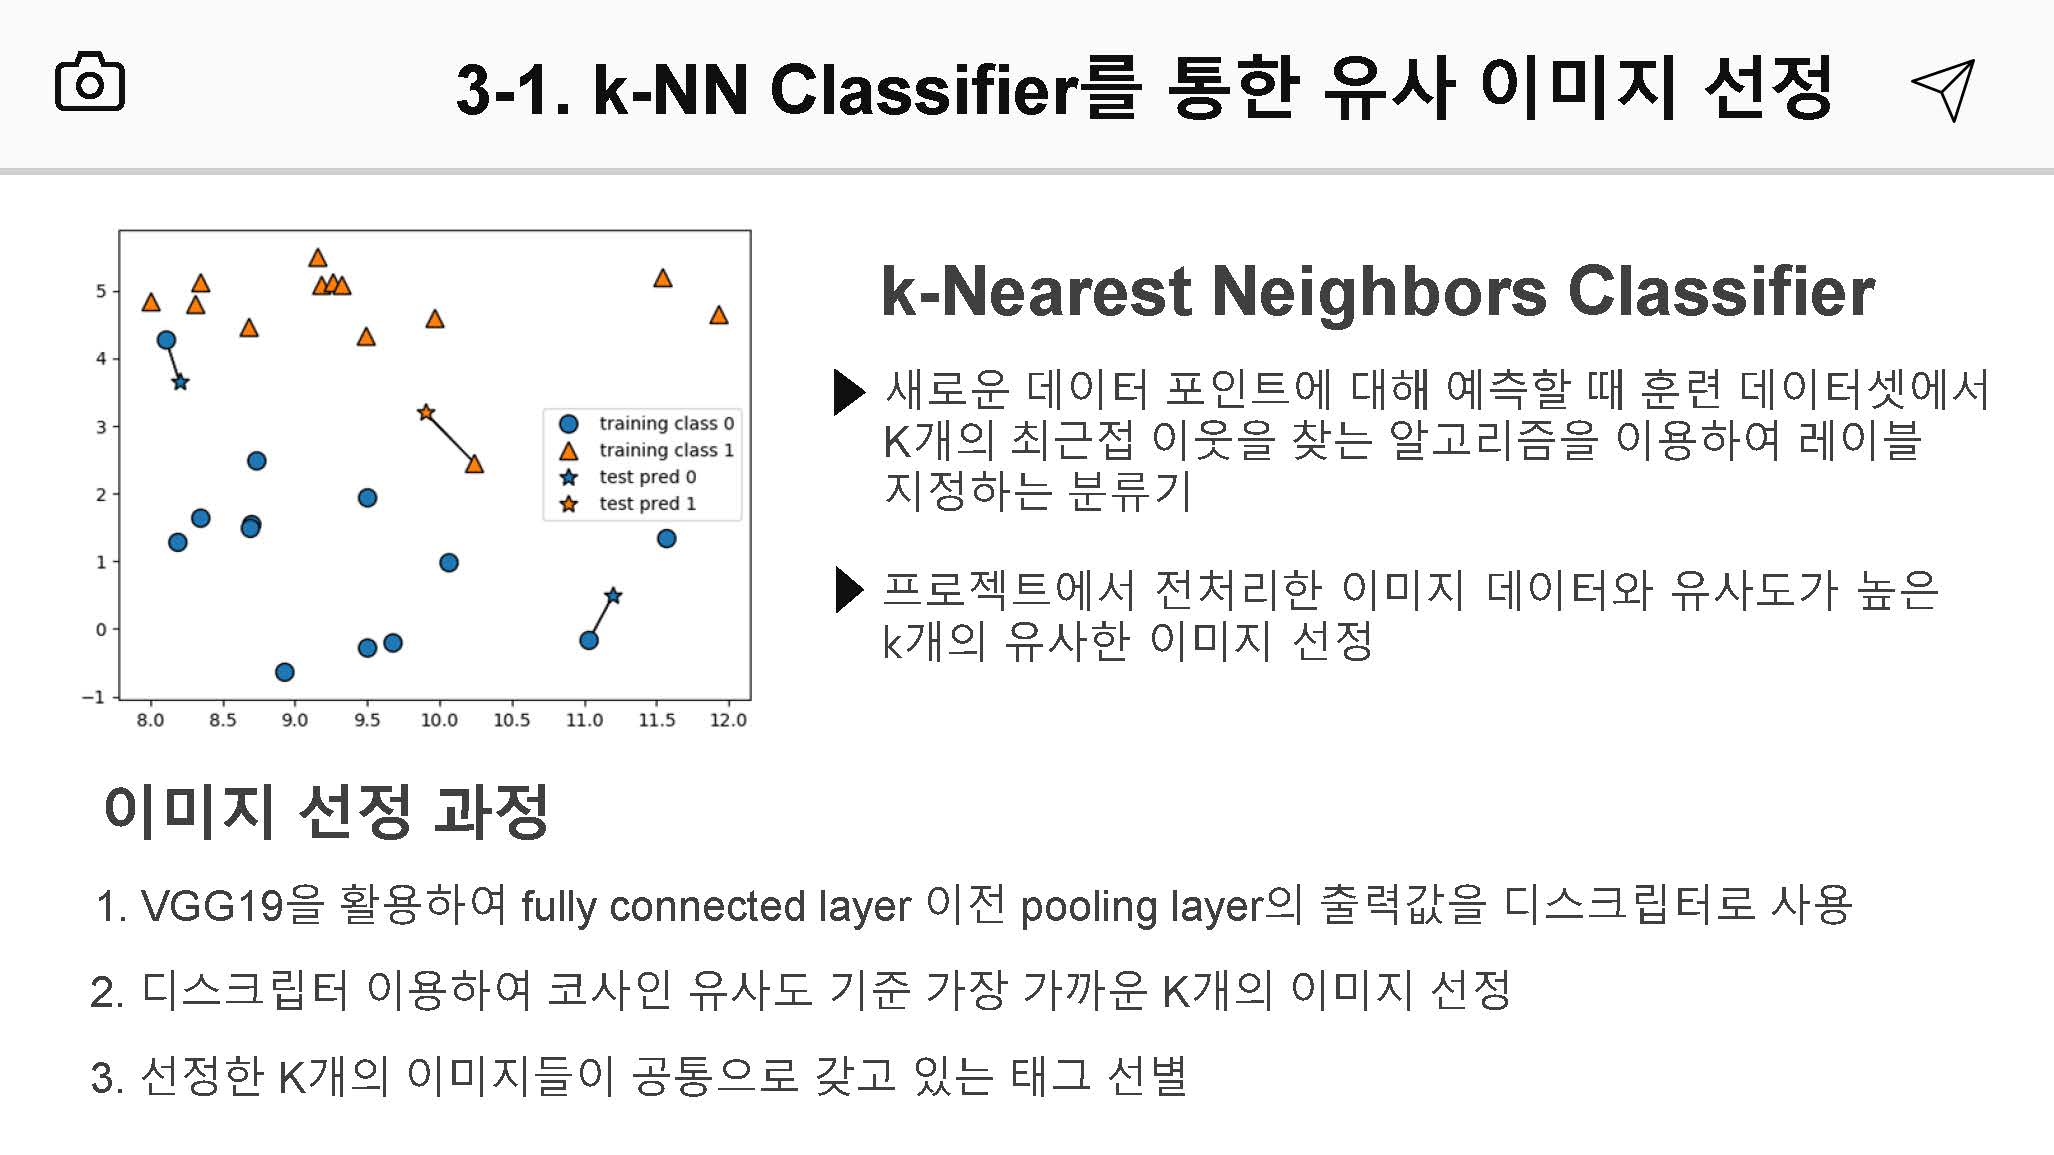 3-1. k-NN Classifier를 통한 유사 이미지 선정
5
4
3
2
1
0
−1
8.0 8.5 9.0 9.5 10.0 10.5 11.0 11.5 12.0
training class 0
training class 1
test pred 0
test pred 1
k-Nearest Neighbors Classifier
새로운 데이터 포인트에 대해 예측할 때 훈련 데이터셋에서
K개의 최근접 이웃을 찾는 알고리즘을 이용하여 레이블
지정하는 분류기
프로젝트에서 전처리한 이미지 데이터와 유사도가 높은
k개의 유사한 이미지 선정
이미지 선정 과정
1. VGG19을 활용하여 fully connected layer 이전 pooling layer의 출력값을 디스크립터로 사용
2. 디스크립터 이용하여 코사인 유사도 기준 가장 가까운 K개의 이미지 선정
3. 선정한 K개의 이미지들이 공통으로 갖고 있는 태그 선별